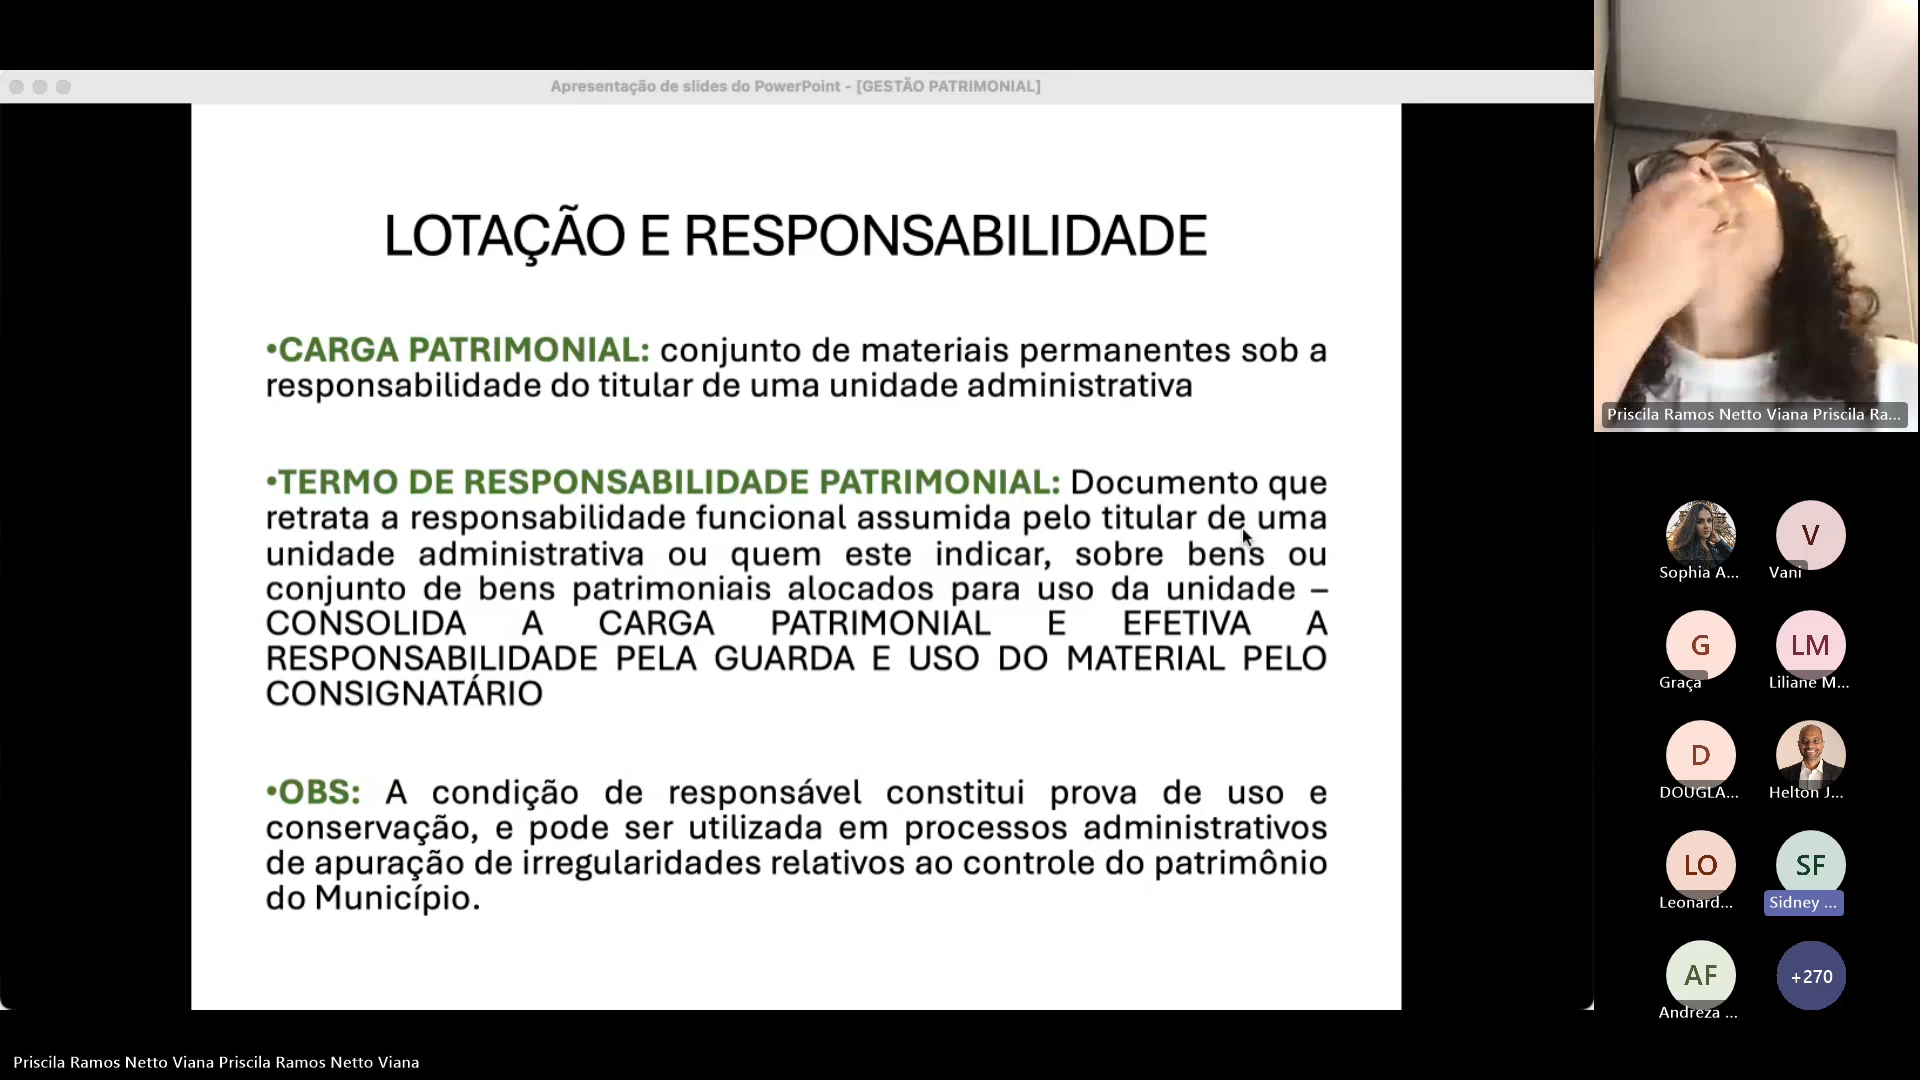 Apresentação de slides do PowerPoint - [GESTÃO PATRIMONIAL]
LOTAÇÃO E RESPONSABILIDADE
•CARGA PATRIMONIAL: conjunto de materiais permanentes sob a
responsabilidade do titular de uma unidade administrativa
•TERMO DE RESPONSABILIDADE PATRIMONIAL: Documento que
retrata a responsabilidade funcional assumida pelo titular de uma
unidade administrativa ou quem este indicar, sobre bens ou
conjunto de bens patrimoniais alocados para uso da unidade –
CONSOLIDA A CARGA PATRIMONIAL E EFETIVA A
RESPONSABILIDADE PELA GUARDA E USO DO MATERIAL PELO
CONSIGNATÁRIO
•OBS: A condição de responsável constitui prova de uso e
conservação, e pode ser utilizada em processos administrativos
de apuração de irregularidades relativos ao controle do patrimônio
do Município.
Priscila Ramos Netto Viana Priscila Ra...
Sophia A...
V
Vani
G
Graça
LM
Liliane M...
D
DOUGLA...
Helton J...
LO
Leonard...
SF
Sidney ...
AF
Andreza ...
+270
Priscila Ramos Netto Viana Priscila Ramos Netto Viana